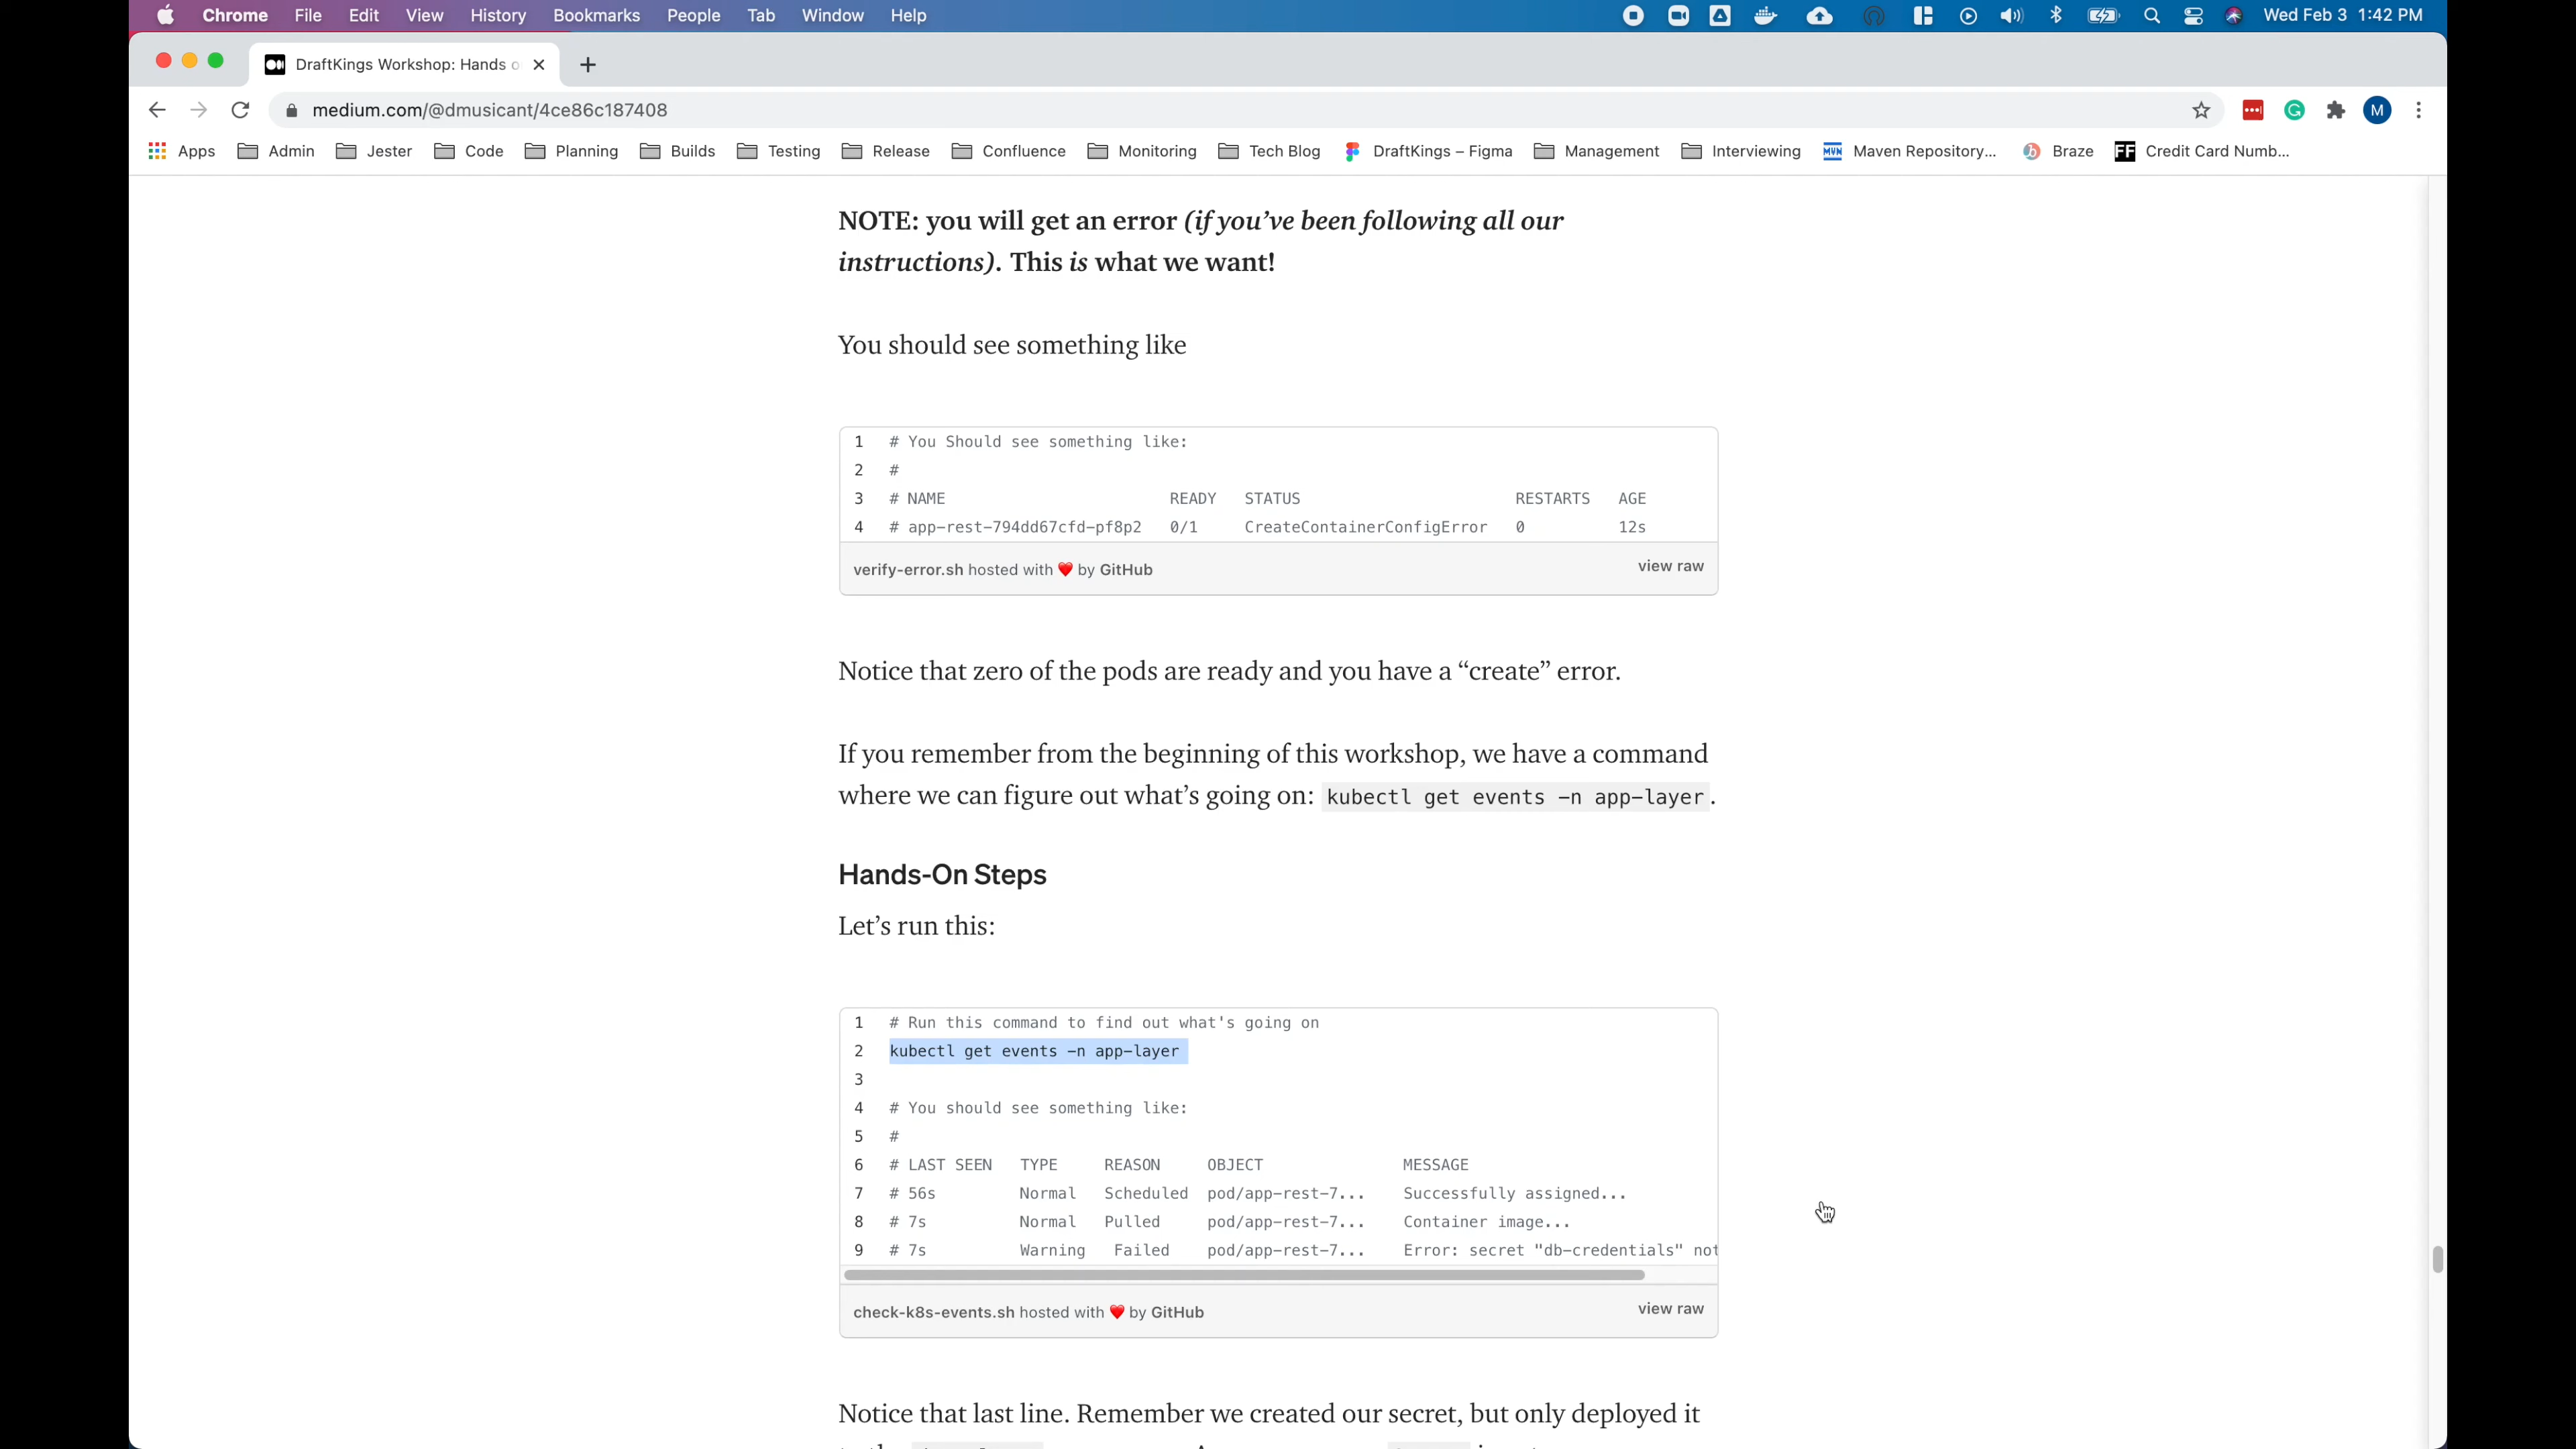 Chrome File Edit View History Bookmarks People Tab Window Help Wed Feb 3 1:42 PM
DraftKings Workshop: Hands o
medium.com/@dmusicant/4ce86c187408 M
Apps Admin Jester Code Planning Builds Testing Release Confluence Monitoring Tech Blog DraftKings – Figma Management Interviewing MVN Maven Repository... Braze FF Credit Card Numb...
NOTE: you will get an error (if you’ve been following all our
instructions). This is what we want!
You should see something like
1 # You Should see something like:
2 #
3 # NAME READY STATUS RESTARTS AGE
4 # app-rest-794dd67cfd-pf8p2 0/1 CreateContainerConfigError 0 12s
verify-error.sh hosted with ❤ by GitHub view raw
Notice that zero of the pods are ready and you have a “create” error.
If you remember from the beginning of this workshop, we have a command
where we can figure out what’s going on: kubectl get events -n app-layer.
Hands-On Steps
Let’s run this:
1 # Run this command to find out what's going on
2 kubectl get events -n app-layer
3
4 # You should see something like:
5 #
6 # LAST SEEN TYPE REASON OBJECT MESSAGE
7 # 56s Normal Scheduled pod/app-rest-7... Successfully assigned...
8 # 7s Normal Pulled pod/app-rest-7... Container image...
9 # 7s Warning Failed pod/app-rest-7... Error: secret "db-credentials" not
check-k8s-events.sh hosted with ❤ by GitHub view raw
Notice that last line. Remember we created our secret, but only deployed it